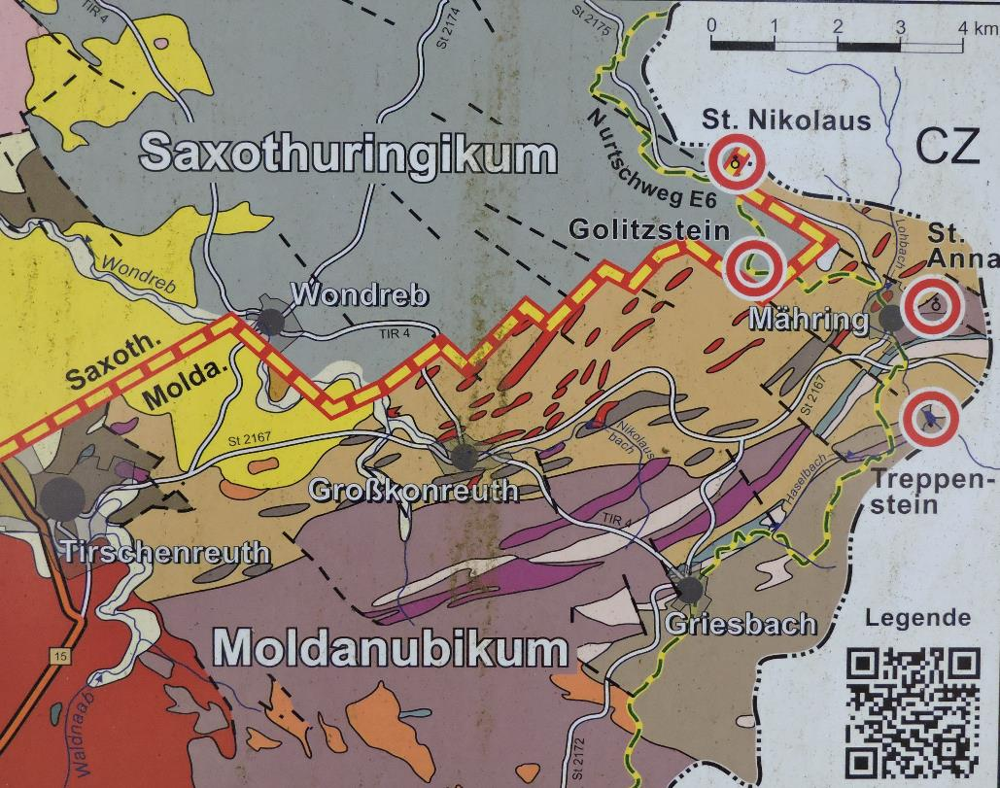 TIR 4
St 2174
St 2175
0 1 2 3 4 km
St. Nikolaus
CZ
Saxothuringikum
Nurtschweg E6
Golitzstein
Lohbach
St.
Anna
Wondreb
Wondreb
TIR 4
Mähring
Saxoth.
Molda.
St 2167
St 2167
Nikolaus
bach
Haselbach
Großkonreuth
Treppen-
stein
TIR 4
Tirschenreuth
Griesbach
Legende
Moldanubikum
15
Waldnaab
St 2172